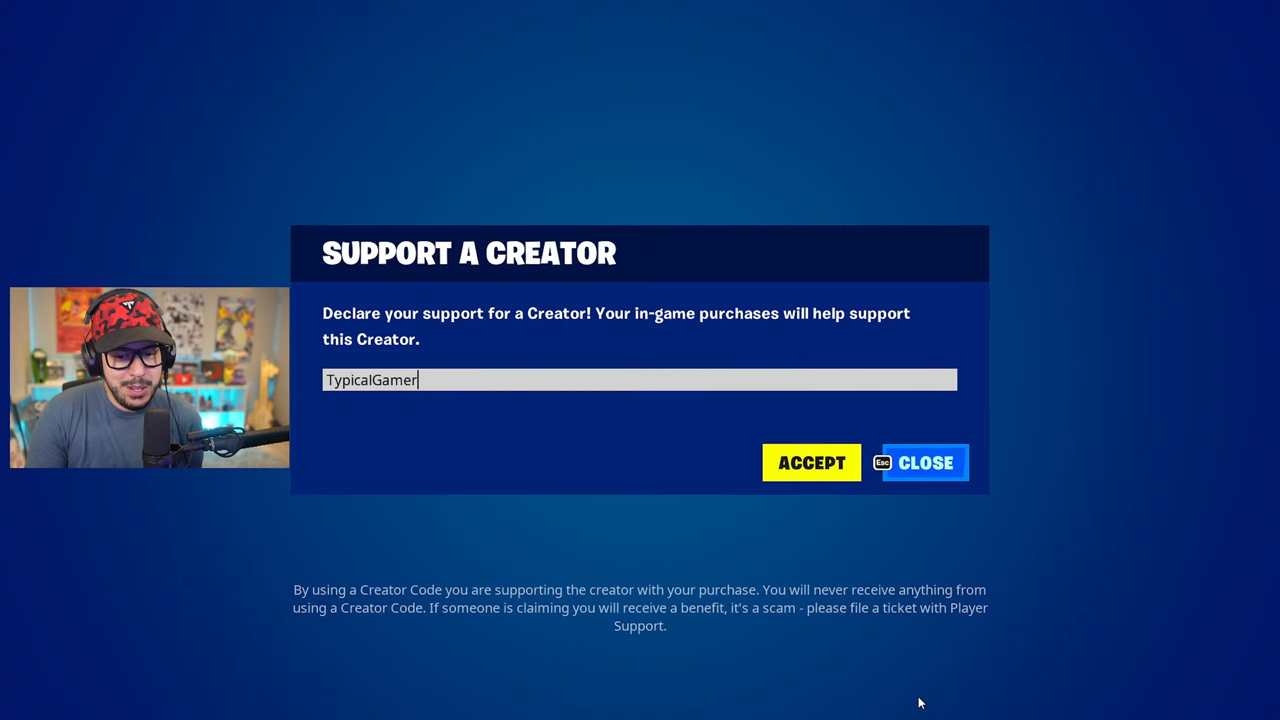 SUPPORT A CREATOR
Declare your support for a Creator! Your in-game purchases will help support
this Creator.
TypicalGamer
ACCEPT
Esc
CLOSE
By using a Creator Code you are supporting the creator with your purchase. You will never receive anything from
using a Creator Code. If someone is claiming you will receive a benefit, it's a scam - please file a ticket with Player
Support.